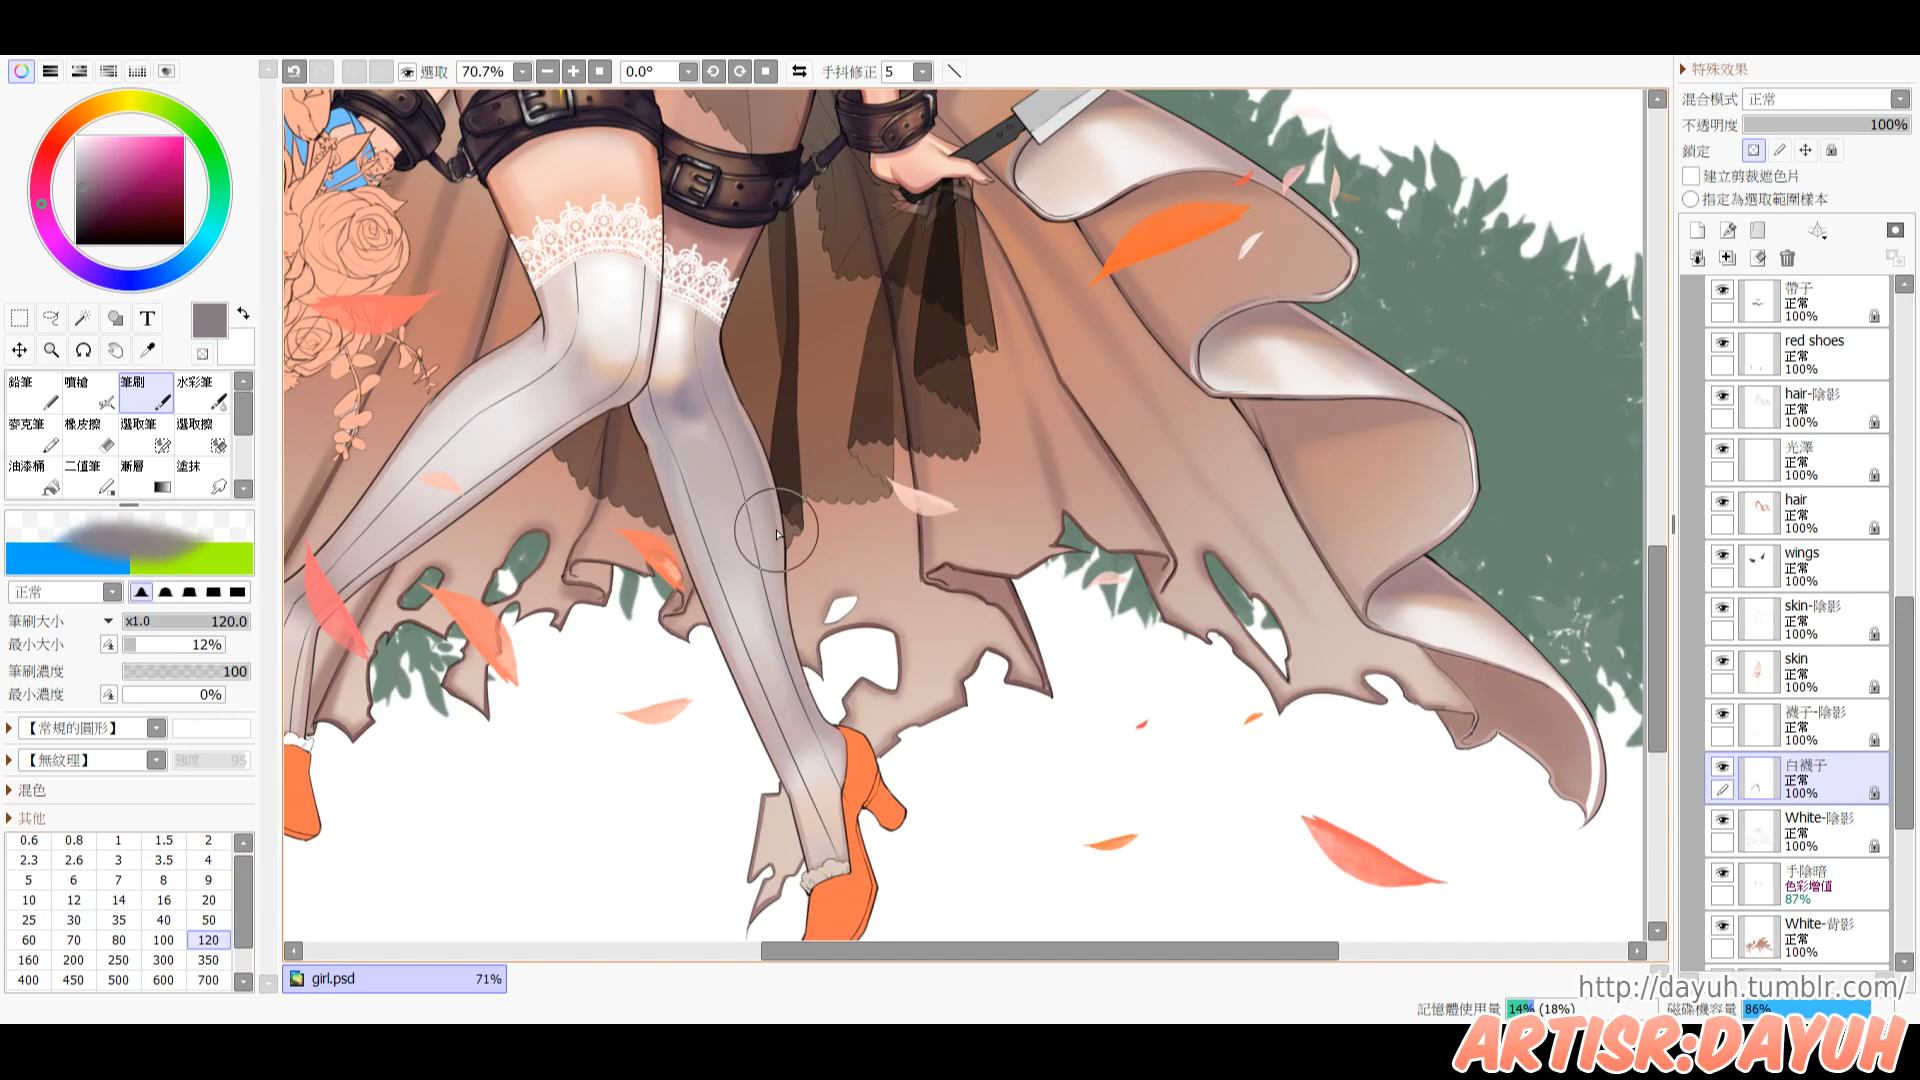 選取 70.7% 0.0° 手抖修正 5
特殊效果
混合模式 正常
不透明度 100%
鎖定
建立剪裁遮色片
指定為選取範圍樣本
T
鉛筆 噴槍 筆刷 水彩筆
麥克筆 橡皮擦 選取筆 選取擦
油漆桶 二值筆 漸層 塗抹
正常
筆刷大小 x1.0 120.0
最小大小 12%
筆刷濃度 100
最小濃度 0%
【常規的圓形】
【無紋理】 強度 95
混色
其他
0.6 0.8 1 1.5 2
2.3 2.6 3 3.5 4
5 6 7 8 9
10 12 14 16 20
25 30 35 40 50
60 70 80 100 120
160 200 250 300 350
400 450 500 600 700
帶子
正常
100%
red shoes
正常
100%
hair-陰影
正常
100%
光澤
正常
100%
hair
正常
100%
wings
正常
100%
skin-陰影
正常
100%
skin
正常
100%
襪子-陰影
正常
100%
白襪子
正常
100%
White-陰影
正常
100%
手陰暗
色彩增值
87%
White-背影
正常
100%
girl.psd 71%
http://dayuh.tumblr.com/
記憶體使用量 14% (18%) 磁碟機容量 86%
ARTISR:DAYUH